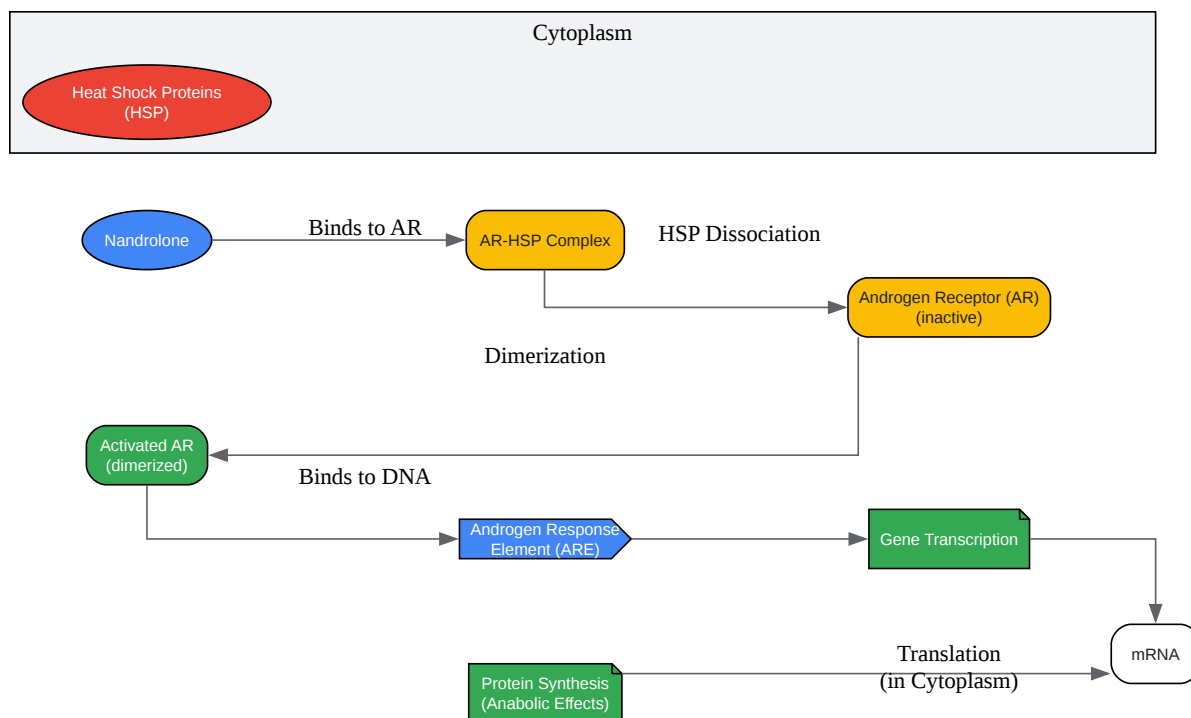 Cytoplasm
Heat Shock Proteins
(HSP)
Nandrolone
Binds to AR
AR-HSP Complex
HSP Dissociation
Androgen Receptor (AR)
(inactive)
Dimerization
Activated AR
(dimerized)
Binds to DNA
Androgen Response
Element (ARE)
Gene Transcription
mRNA
Translation
(in Cytoplasm)
Protein Synthesis
(Anabolic Effects)